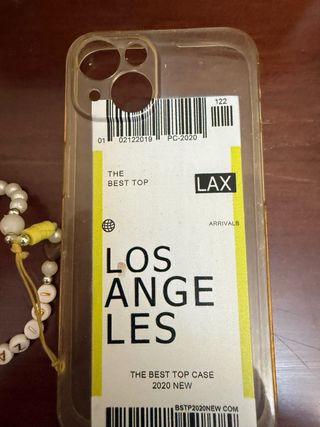 122
01 02122019 PC-2020
THE
BEST TOP
LAX
ARRIVALS
LOS
ANGE
LES
THE BEST TOP CASE
2020 NEW
BSTP2020NEW COM